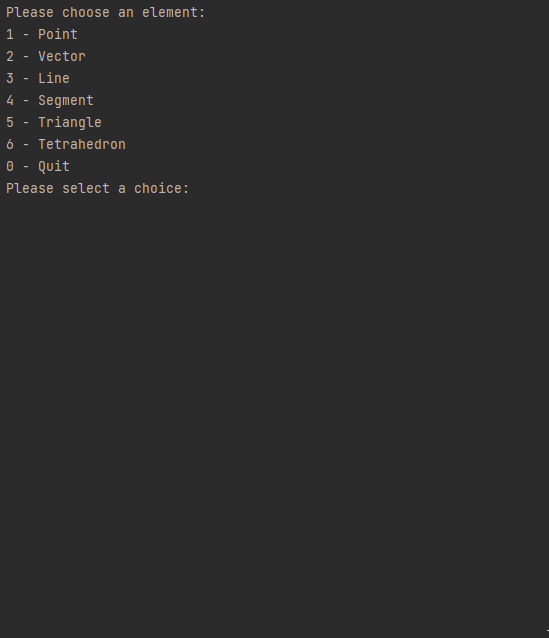 Please choose an element:
1 - Point
2 - Vector
3 - Line
4 - Segment
5 - Triangle
6 - Tetrahedron
0 - Quit
Please select a choice: